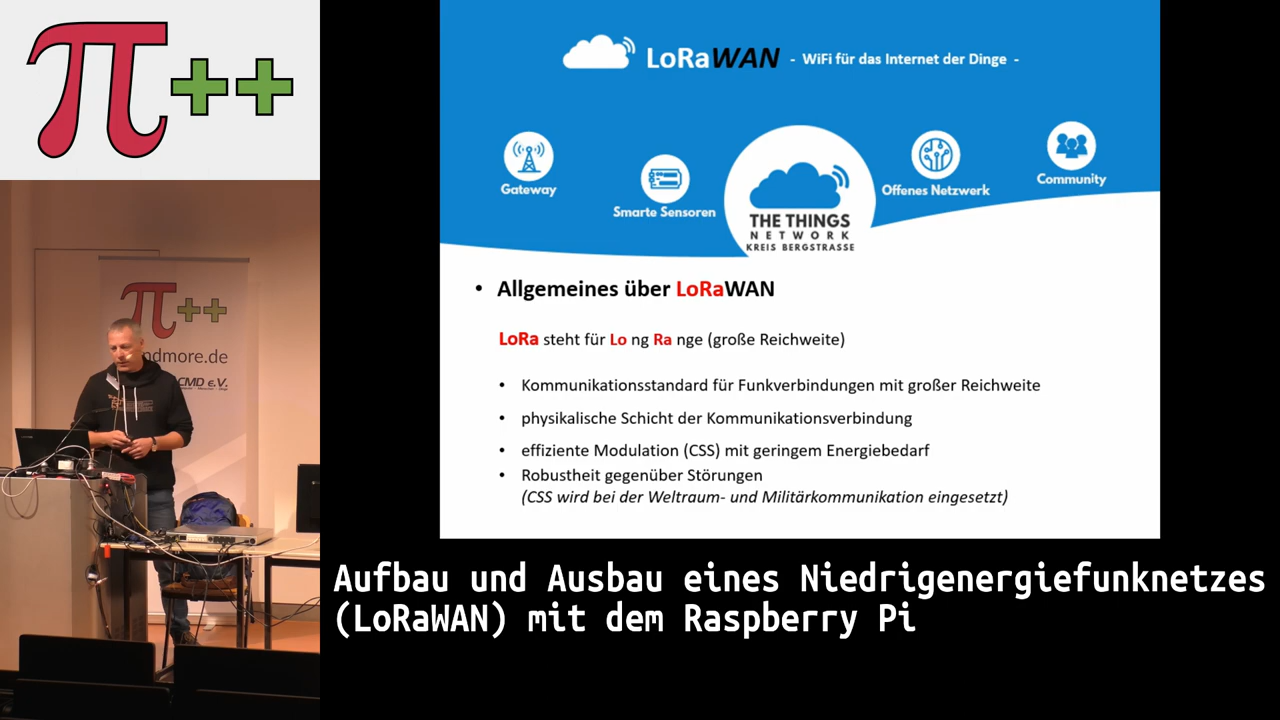 π++
LoRaWAN - WiFi für das Internet der Dinge -
Gateway
Smarte Sensoren
THE THINGS
NETWORK
KREIS BERGSTRASSE
Offenes Netzwerk
Community
• Allgemeines über LoRaWAN
LoRa steht für Lo ng Ra nge (große Reichweite)
• Kommunikationsstandard für Funkverbindungen mit großer Reichweite
• physikalische Schicht der Kommunikationsverbindung
• effiziente Modulation (CSS) mit geringem Energiebedarf
• Robustheit gegenüber Störungen
(CSS wird bei der Weltraum- und Militärkommunikation eingesetzt)
π++
ndmore.de
CMD e.V.
Aufbau und Ausbau eines Niedrigenergiefunknetzes
(LoRaWAN) mit dem Raspberry Pi